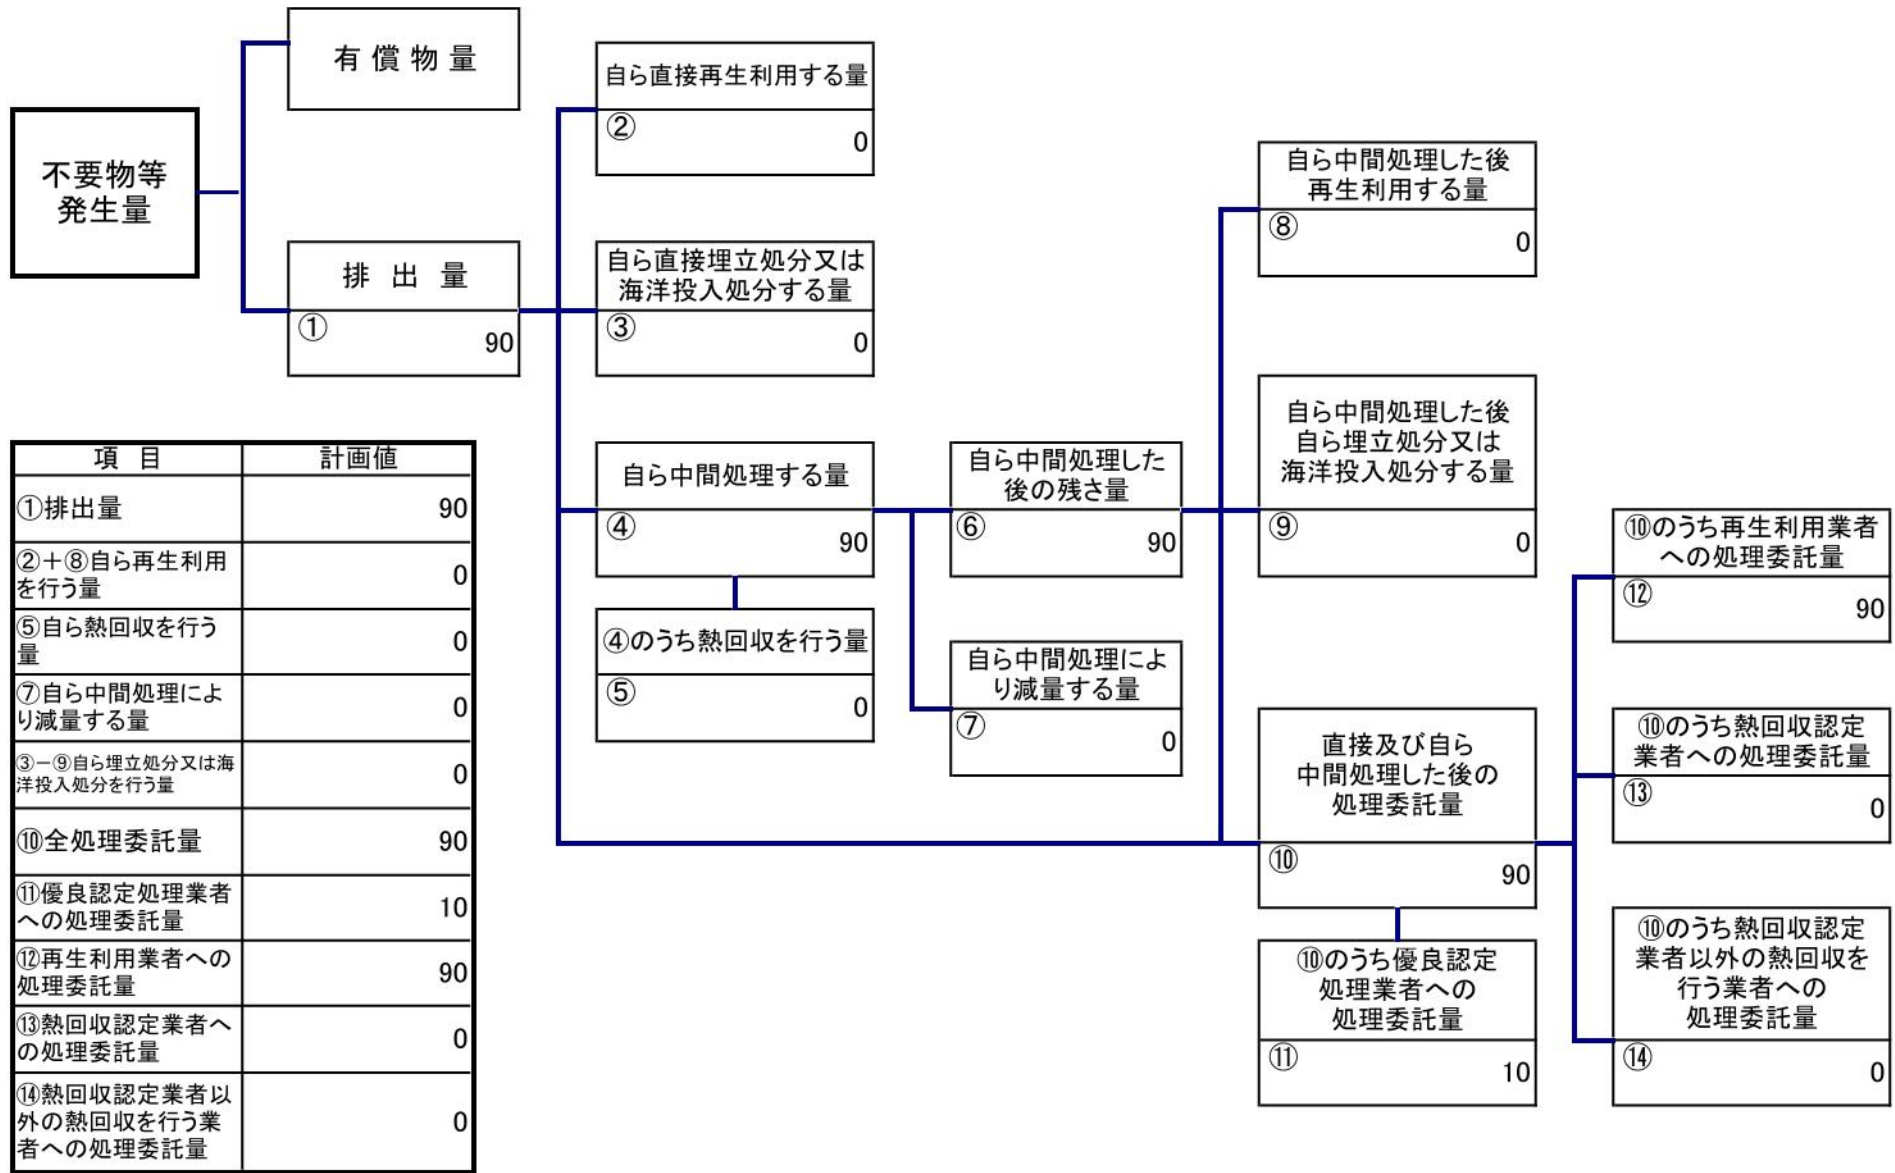 有 償 物 量
不要物等
発生量
排 出 量
①
90
自ら直接再生利用する量
②
0
自ら直接埋立処分又は
海洋投入処分する量
③
0
自ら中間処理する量
④
90
④のうち熱回収を行う量
⑤
0
自ら中間処理した
後の残さ量
⑥
90
自ら中間処理によ
り減量する量
⑦
0
自ら中間処理した後
再生利用する量
⑧
0
自ら中間処理した後
自ら埋立処分又は
海洋投入処分する量
⑨
0
直接及び自ら
中間処理した後の
処理委託量
⑩
90
⑩のうち優良認定
処理業者への
処理委託量
⑪
10
⑩のうち再生利用業者
への処理委託量
⑫
90
⑩のうち熱回収認定
業者への処理委託量
⑬
0
⑩のうち熱回収認定
業者以外の熱回収を
行う業者への
処理委託量
⑭
0
項 目 計画値
①排出量 90
②＋⑧自ら再生利用
を行う量 0
⑤自ら熱回収を行う
量 0
⑦自ら中間処理によ
り減量する量 0
③－⑨自ら埋立処分又は海
洋投入処分を行う量 0
⑩全処理委託量 90
⑪優良認定処理業者
への処理委託量 10
⑫再生利用業者への
処理委託量 90
⑬熱回収認定業者へ
の処理委託量 0
⑭熱回収認定業者以
外の熱回収を行う業
者への処理委託量 0